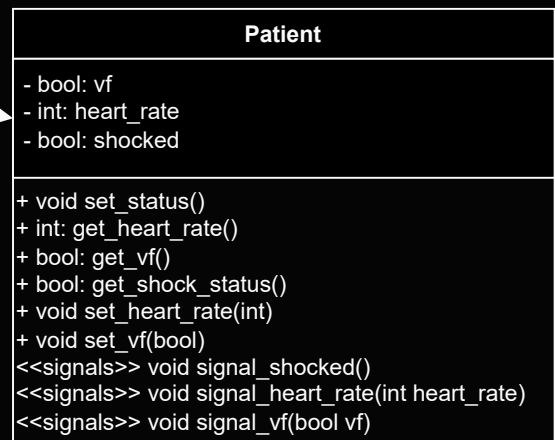 Patient
- bool: vf
- int: heart_rate
- bool: shocked
+ void set_status()
+ int: get_heart_rate()
+ bool: get_vf()
+ bool: get_shock_status()
+ void set_heart_rate(int)
+ void set_vf(bool)
<<signals>> void signal_shocked()
<<signals>> void signal_heart_rate(int heart_rate)
<<signals>> void signal_vf(bool vf)